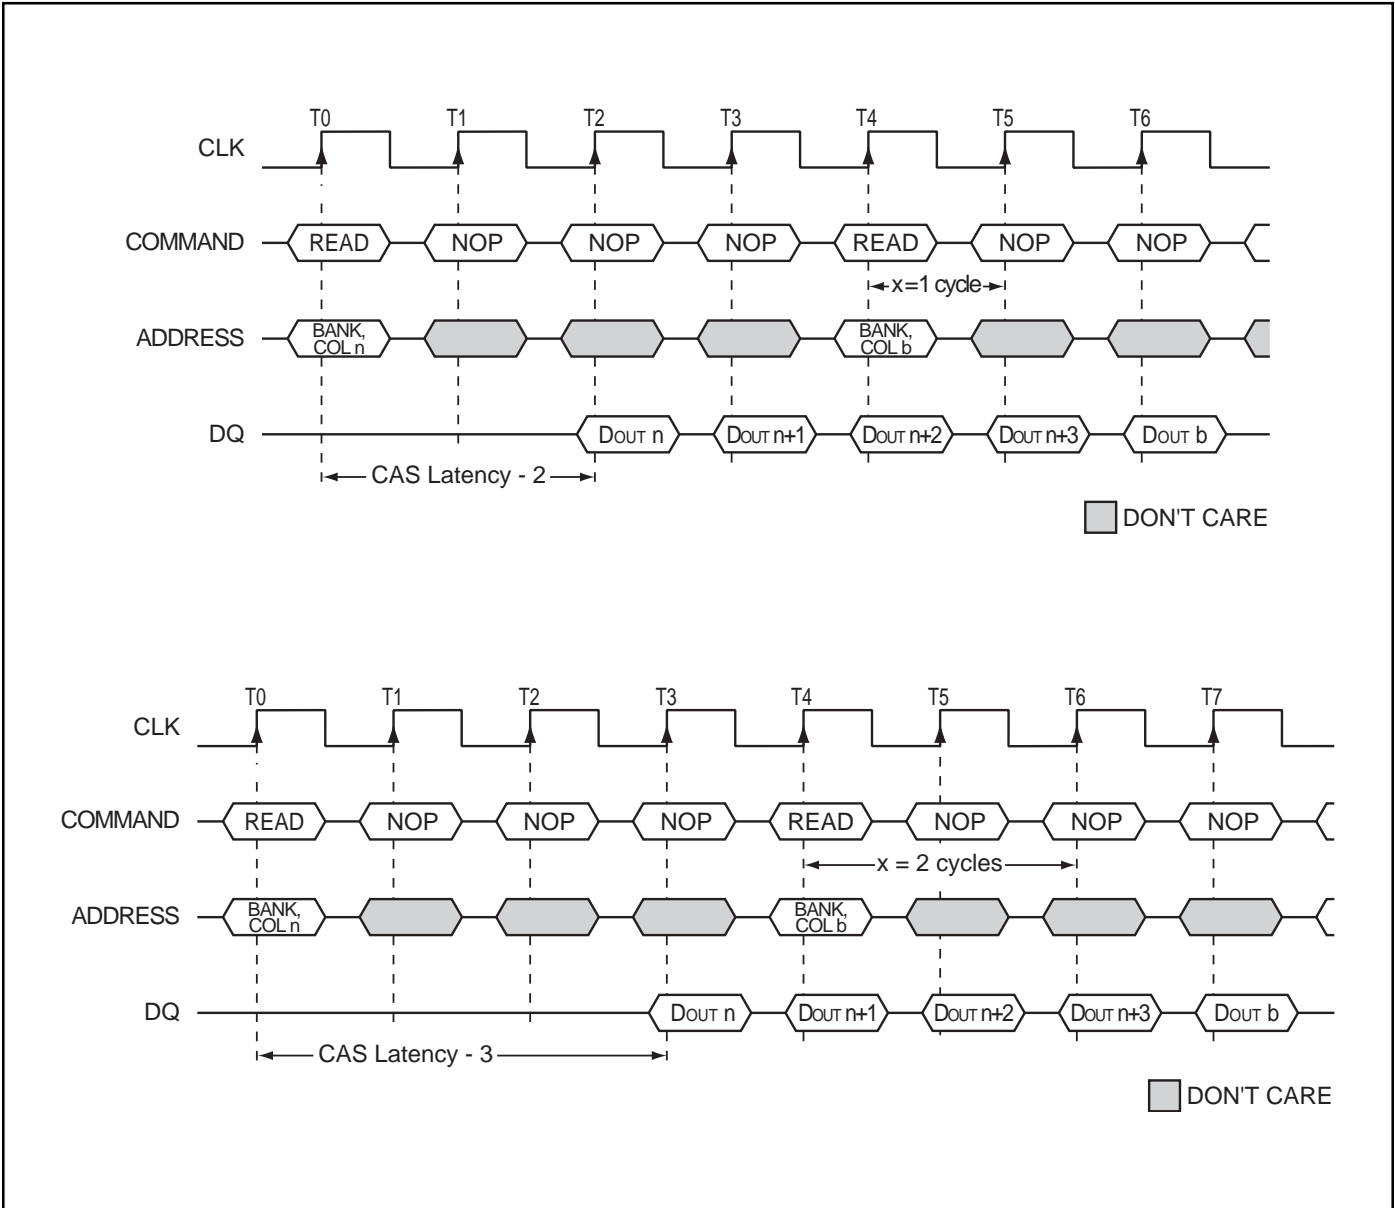 T0 T1 T2 T3 T4 T5 T6
CLK
COMMAND READ NOP NOP NOP READ NOP NOP
x=1 cycle
ADDRESS BANK, COL n BANK, COL b
DQ DOUT n DOUT n+1 DOUT n+2 DOUT n+3 DOUT b
CAS Latency - 2
DON'T CARE
T0 T1 T2 T3 T4 T5 T6 T7
CLK
COMMAND READ NOP NOP NOP READ NOP NOP NOP
x = 2 cycles
ADDRESS BANK, COL n BANK, COL b
DQ DOUT n DOUT n+1 DOUT n+2 DOUT n+3 DOUT b
CAS Latency - 3
DON'T CARE